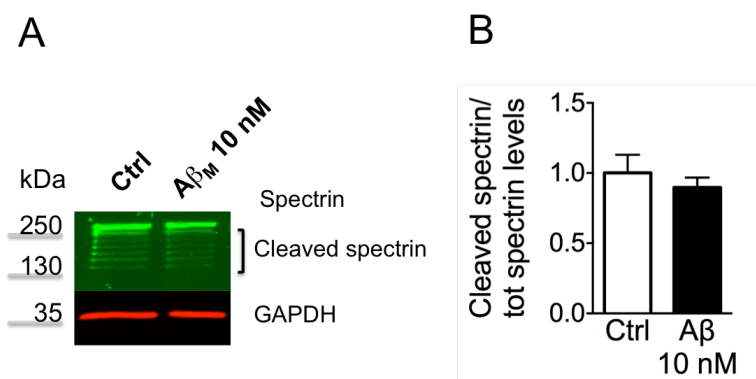 A
kDa
Ctrl
AβM 10 nM
250
130
35
Spectrin
Cleaved spectrin
GAPDH
B
Cleaved spectrin/
tot spectrin levels
1.5
1.0
0.5
0.0
Ctrl
Aβ
10 nM